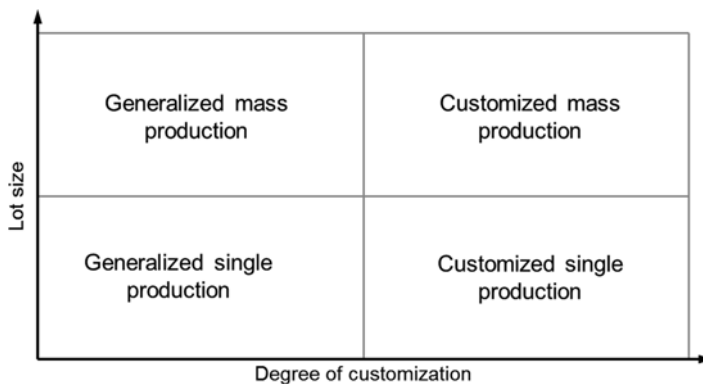 Generalized mass
production
Customized mass
production
Lot size
Generalized single
production
Customized single
production
Degree of customization